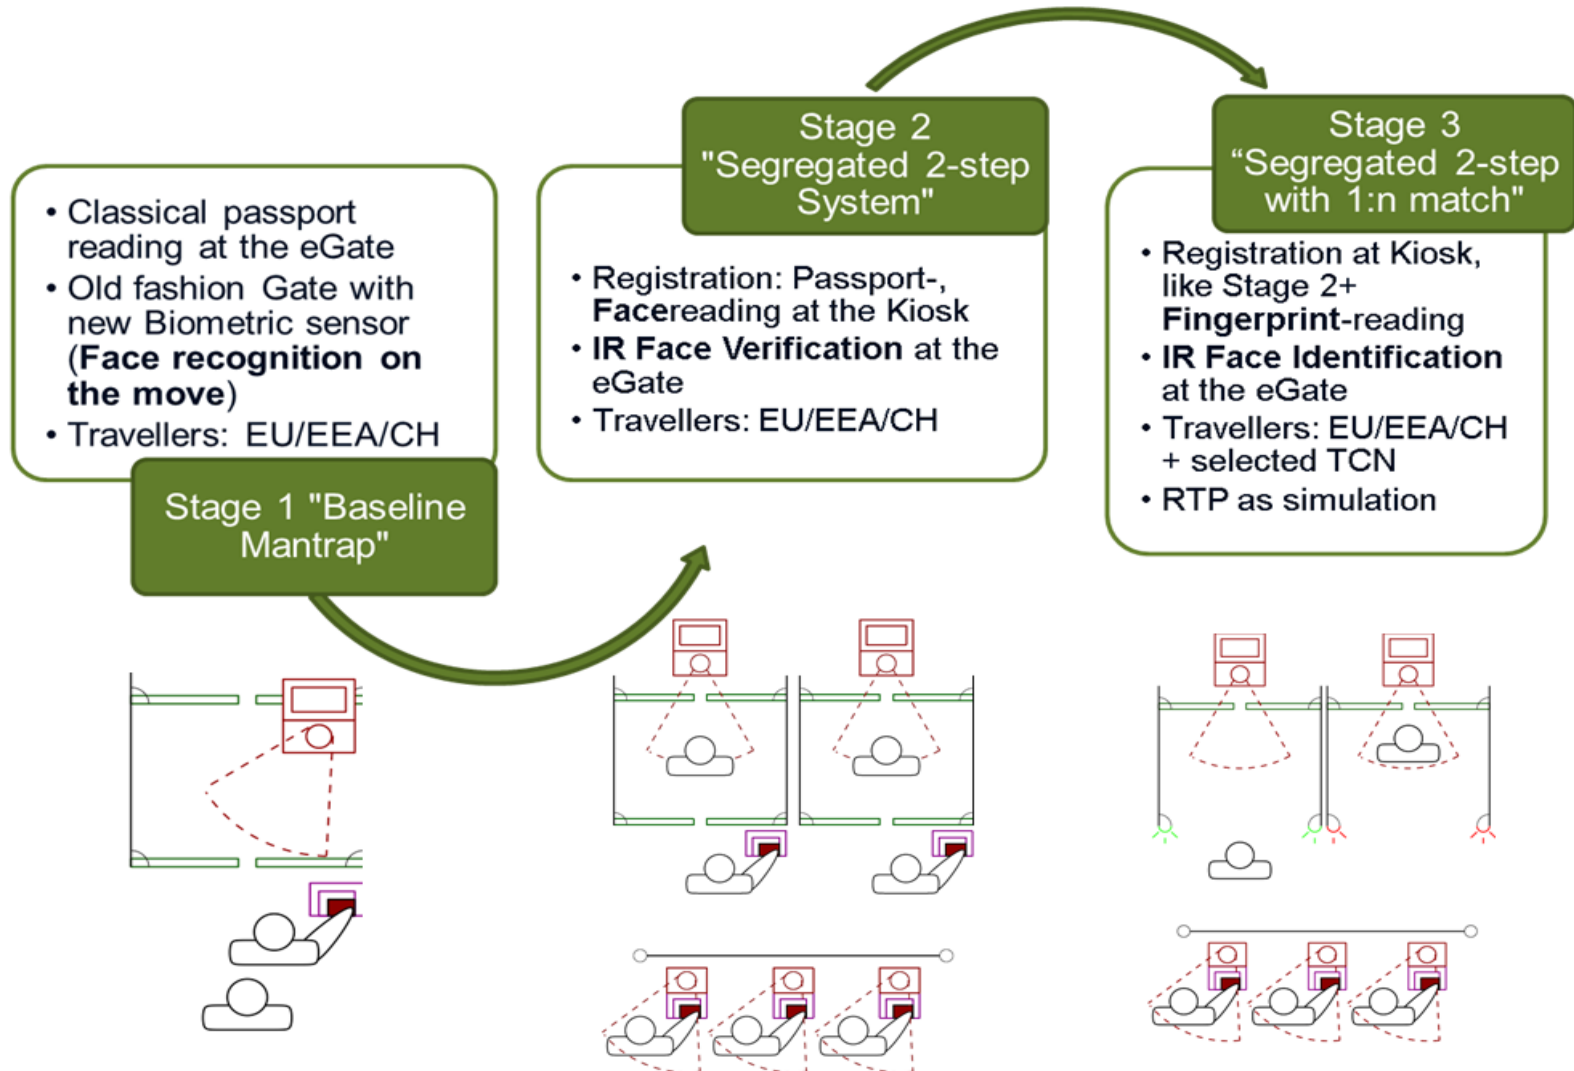 • Classical passport
reading at the eGate
• Old fashion Gate with
new Biometric sensor
(Face recognition on
the move)
• Travellers: EU/EEA/CH
Stage 1 "Baseline
Mantrap"
Stage 2
"Segregated 2-step
System"
• Registration: Passport-,
Facereading at the Kiosk
• IR Face Verification at the
eGate
• Travellers: EU/EEA/CH
Stage 3
“Segregated 2-step
with 1:n match"
• Registration at Kiosk,
like Stage 2+
Fingerprint-reading
• IR Face Identification
at the eGate
• Travellers: EU/EEA/CH
+ selected TCN
• RTP as simulation